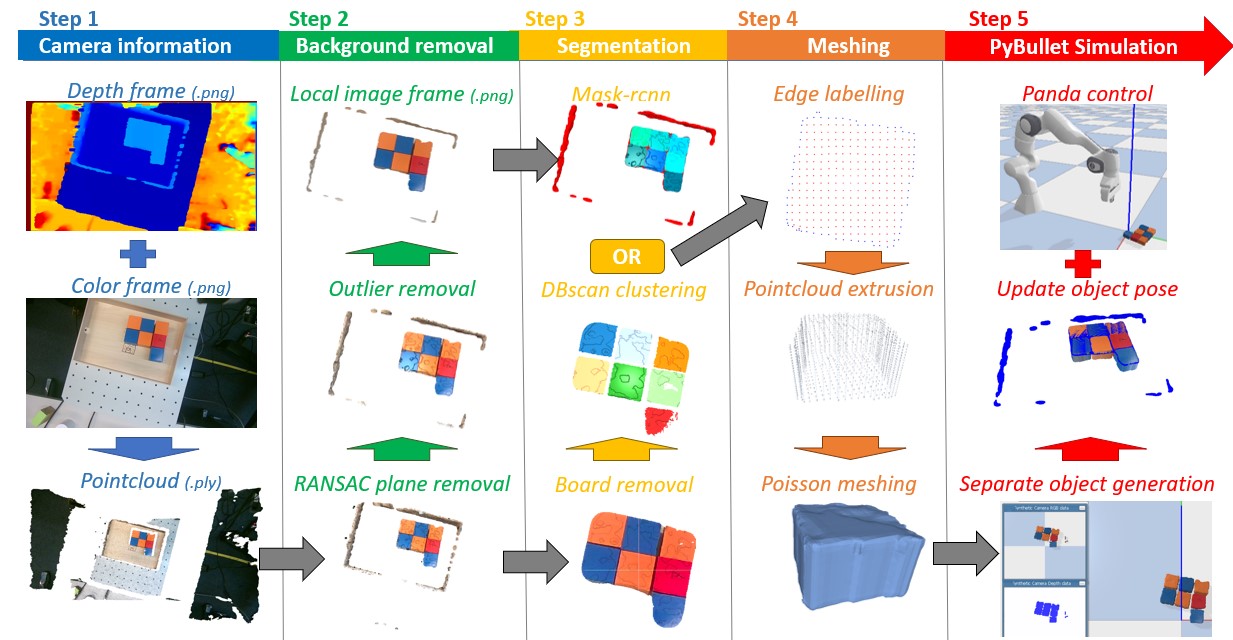 Step 1
Camera information
Depth frame (.png)
Color frame (.png)
Pointcloud (.ply)
Step 2
Background removal
Local image frame (.png)
Outlier removal
RANSAC plane removal
Step 3
Segmentation
Mask-rcnn
OR
DBscan clustering
Board removal
Step 4
Meshing
Edge labelling
Pointcloud extrusion
Poisson meshing
Step 5
PyBullet Simulation
Panda control
Update object pose
Separate object generation
Synthetic Camera RGB data
Synthetic Camera Depth data